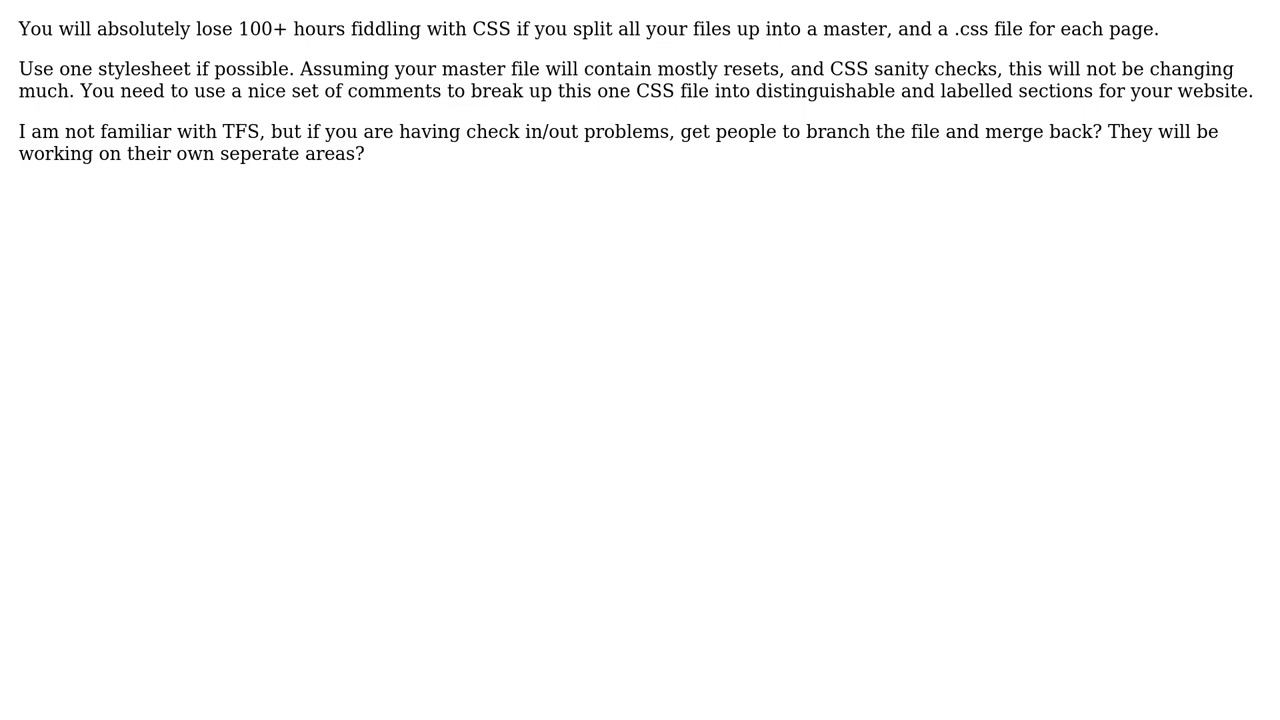 You will absolutely lose 100+ hours fiddling with CSS if you split all your files up into a master, and a .css file for each page.
Use one stylesheet if possible. Assuming your master file will contain mostly resets, and CSS sanity checks, this will not be changing
much. You need to use a nice set of comments to break up this one CSS file into distinguishable and labelled sections for your website.
I am not familiar with TFS, but if you are having check in/out problems, get people to branch the file and merge back? They will be
working on their own seperate areas?